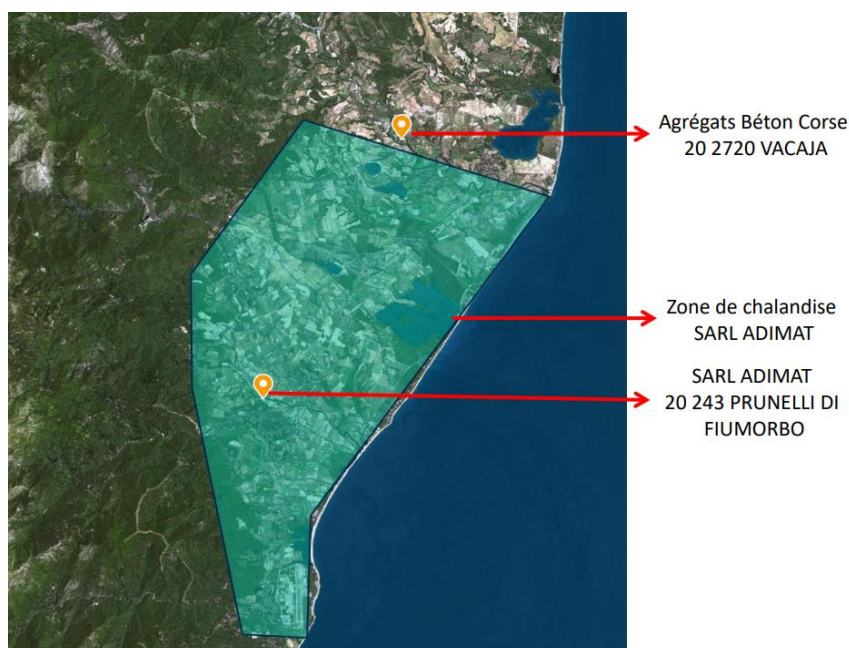 Agrégats Béton Corse
20 2720 VACAJA
Zone de chalandise
SARL ADIMAT
SARL ADIMAT
20 243 PRUNELLI DI
FIUMORBO